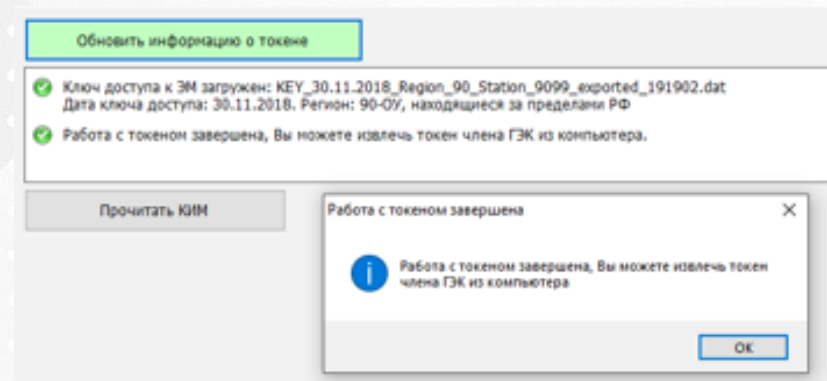 Обновить информацию о токене
Ключ доступа к ЭМ загружен: KEY_30.11.2018_Region_90_Station_9099_exported_191902.dat
Дата ключа доступа: 30.11.2018. Регион: 90-ОУ, находящиеся за пределами РФ
Работа с токеном завершена, Вы можете извлечь токен члена ГЭК из компьютера.
Прочитать КИМ
Работа с токеном завершена
Работа с токеном завершена, Вы можете извлечь токен
члена ГЭК из компьютера
ОК